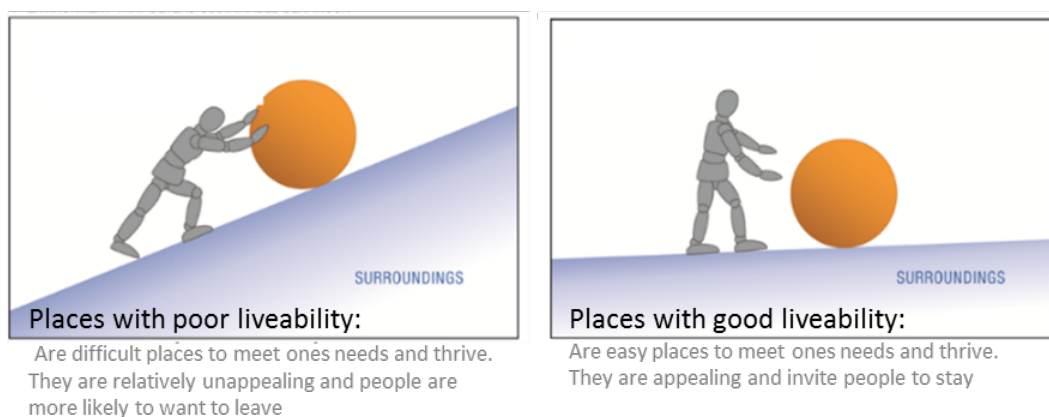 SURROUNDINGS
Places with poor liveability:
Are difficult places to meet ones needs and thrive.
They are relatively unappealing and people are
more likely to want to leave
SURROUNDINGS
Places with good liveability:
Are easy places to meet ones needs and thrive.
They are appealing and invite people to stay